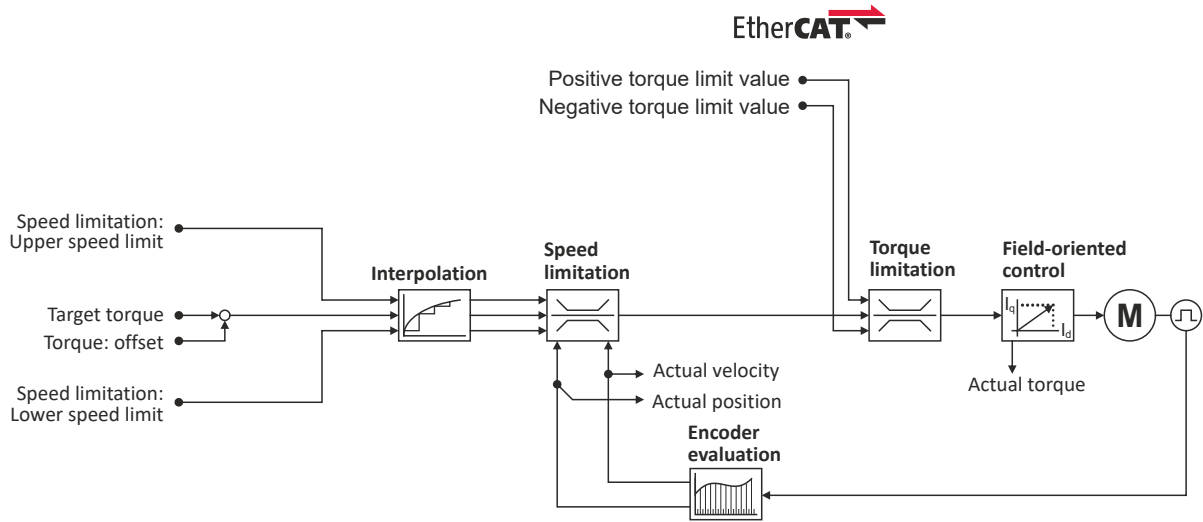 EtherCAT®
Positive torque limit value
Negative torque limit value
Speed limitation:
Upper speed limit
Interpolation
Speed
limitation
Torque
limitation
Field-oriented
control
Target torque
Torque: offset
Iq
Id
M
Speed limitation:
Lower speed limit
Actual velocity
Actual position
Actual torque
Encoder
evaluation